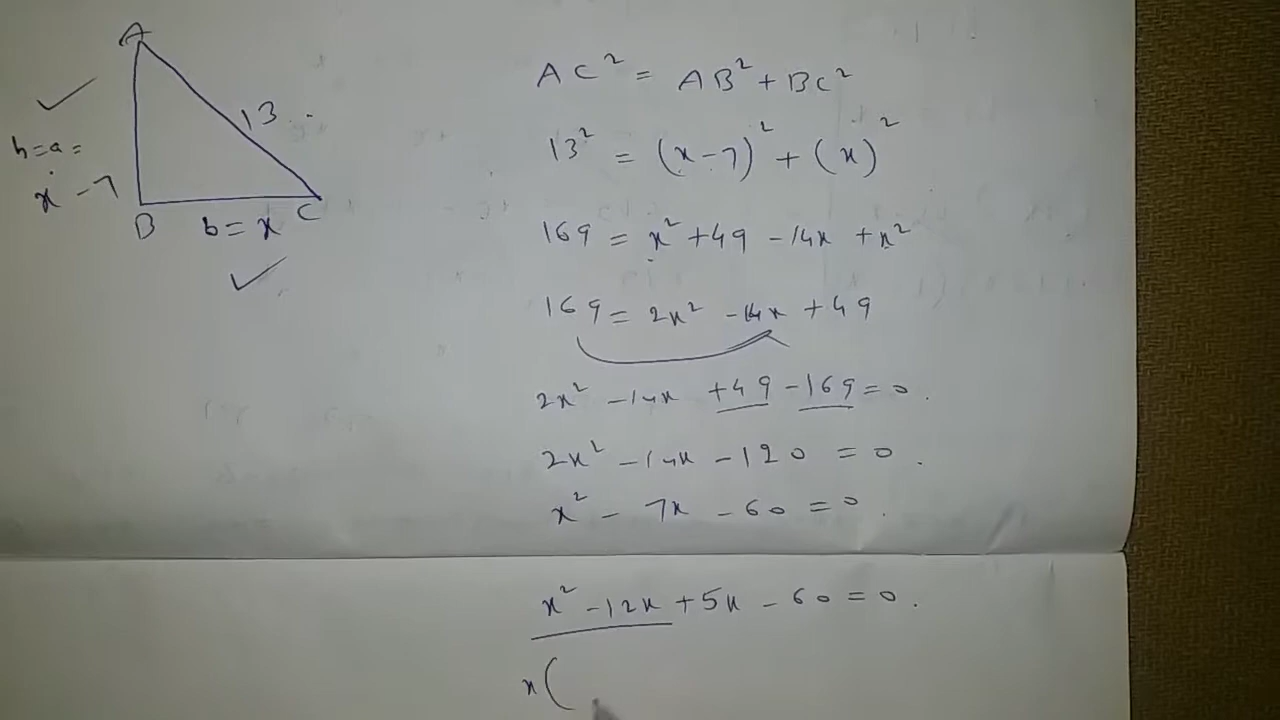 A
13
h=a=
x-7
B
b=x
C
AC² = AB² + BC²
13² = (x-7)² + (x)²
169 = x² +49 -14x +x²
169 = 2x² -14x +49
2x² -14x +49 -169 = 0.
2x² -14x -120 = 0.
x² - 7x - 60 = 0.
x² -12x +5x - 60 = 0.
x(